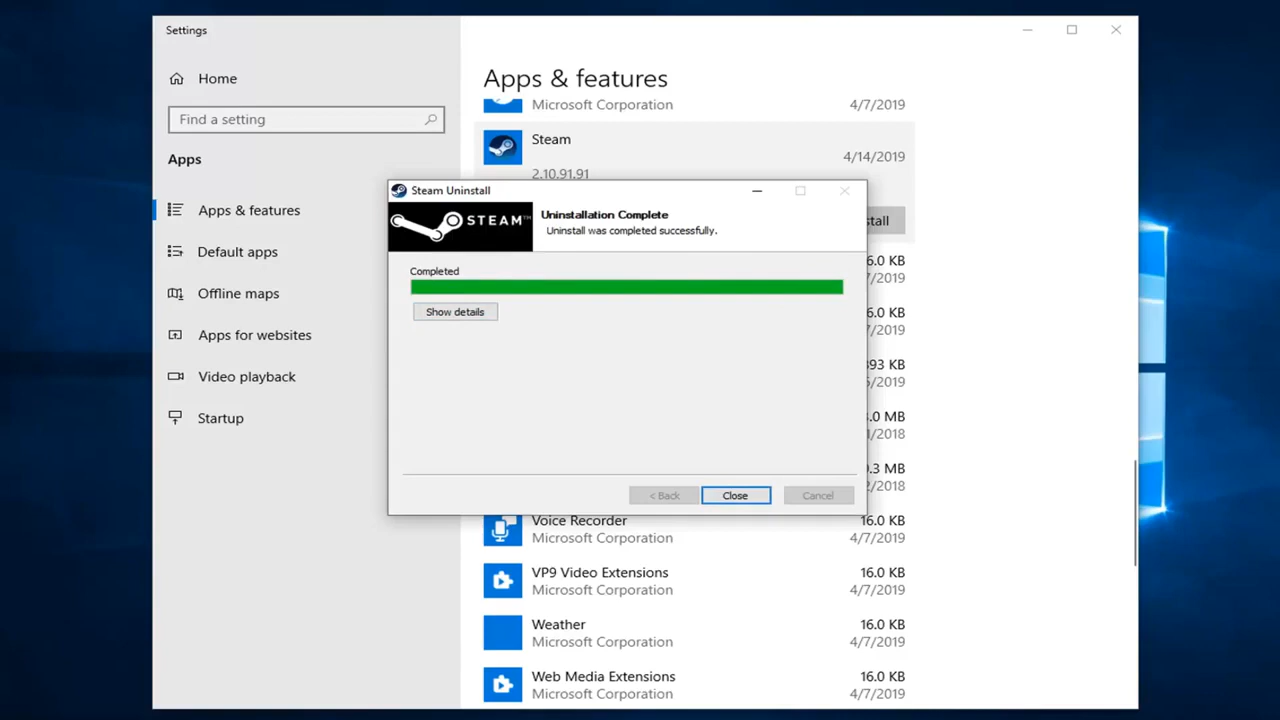 Settings
Home
Find a setting
Apps
Apps & features
Default apps
Offline maps
Apps for websites
Video playback
Startup
Apps & features
Microsoft Corporation 4/7/2019
Steam
4/14/2019
2.10.91.91
Steam Uninstall
STEAM™
Uninstallation Complete
Uninstall was completed successfully.
Completed
Show details
< Back Close Cancel
stall
6.0 KB
7/2019
6.0 KB
7/2019
393 KB
/2019
.0 MB
1/2018
.3 MB
2/2018
Voice Recorder 16.0 KB
Microsoft Corporation 4/7/2019
VP9 Video Extensions 16.0 KB
Microsoft Corporation 4/7/2019
Weather 16.0 KB
Microsoft Corporation 4/7/2019
Web Media Extensions 16.0 KB
Microsoft Corporation 4/7/2019